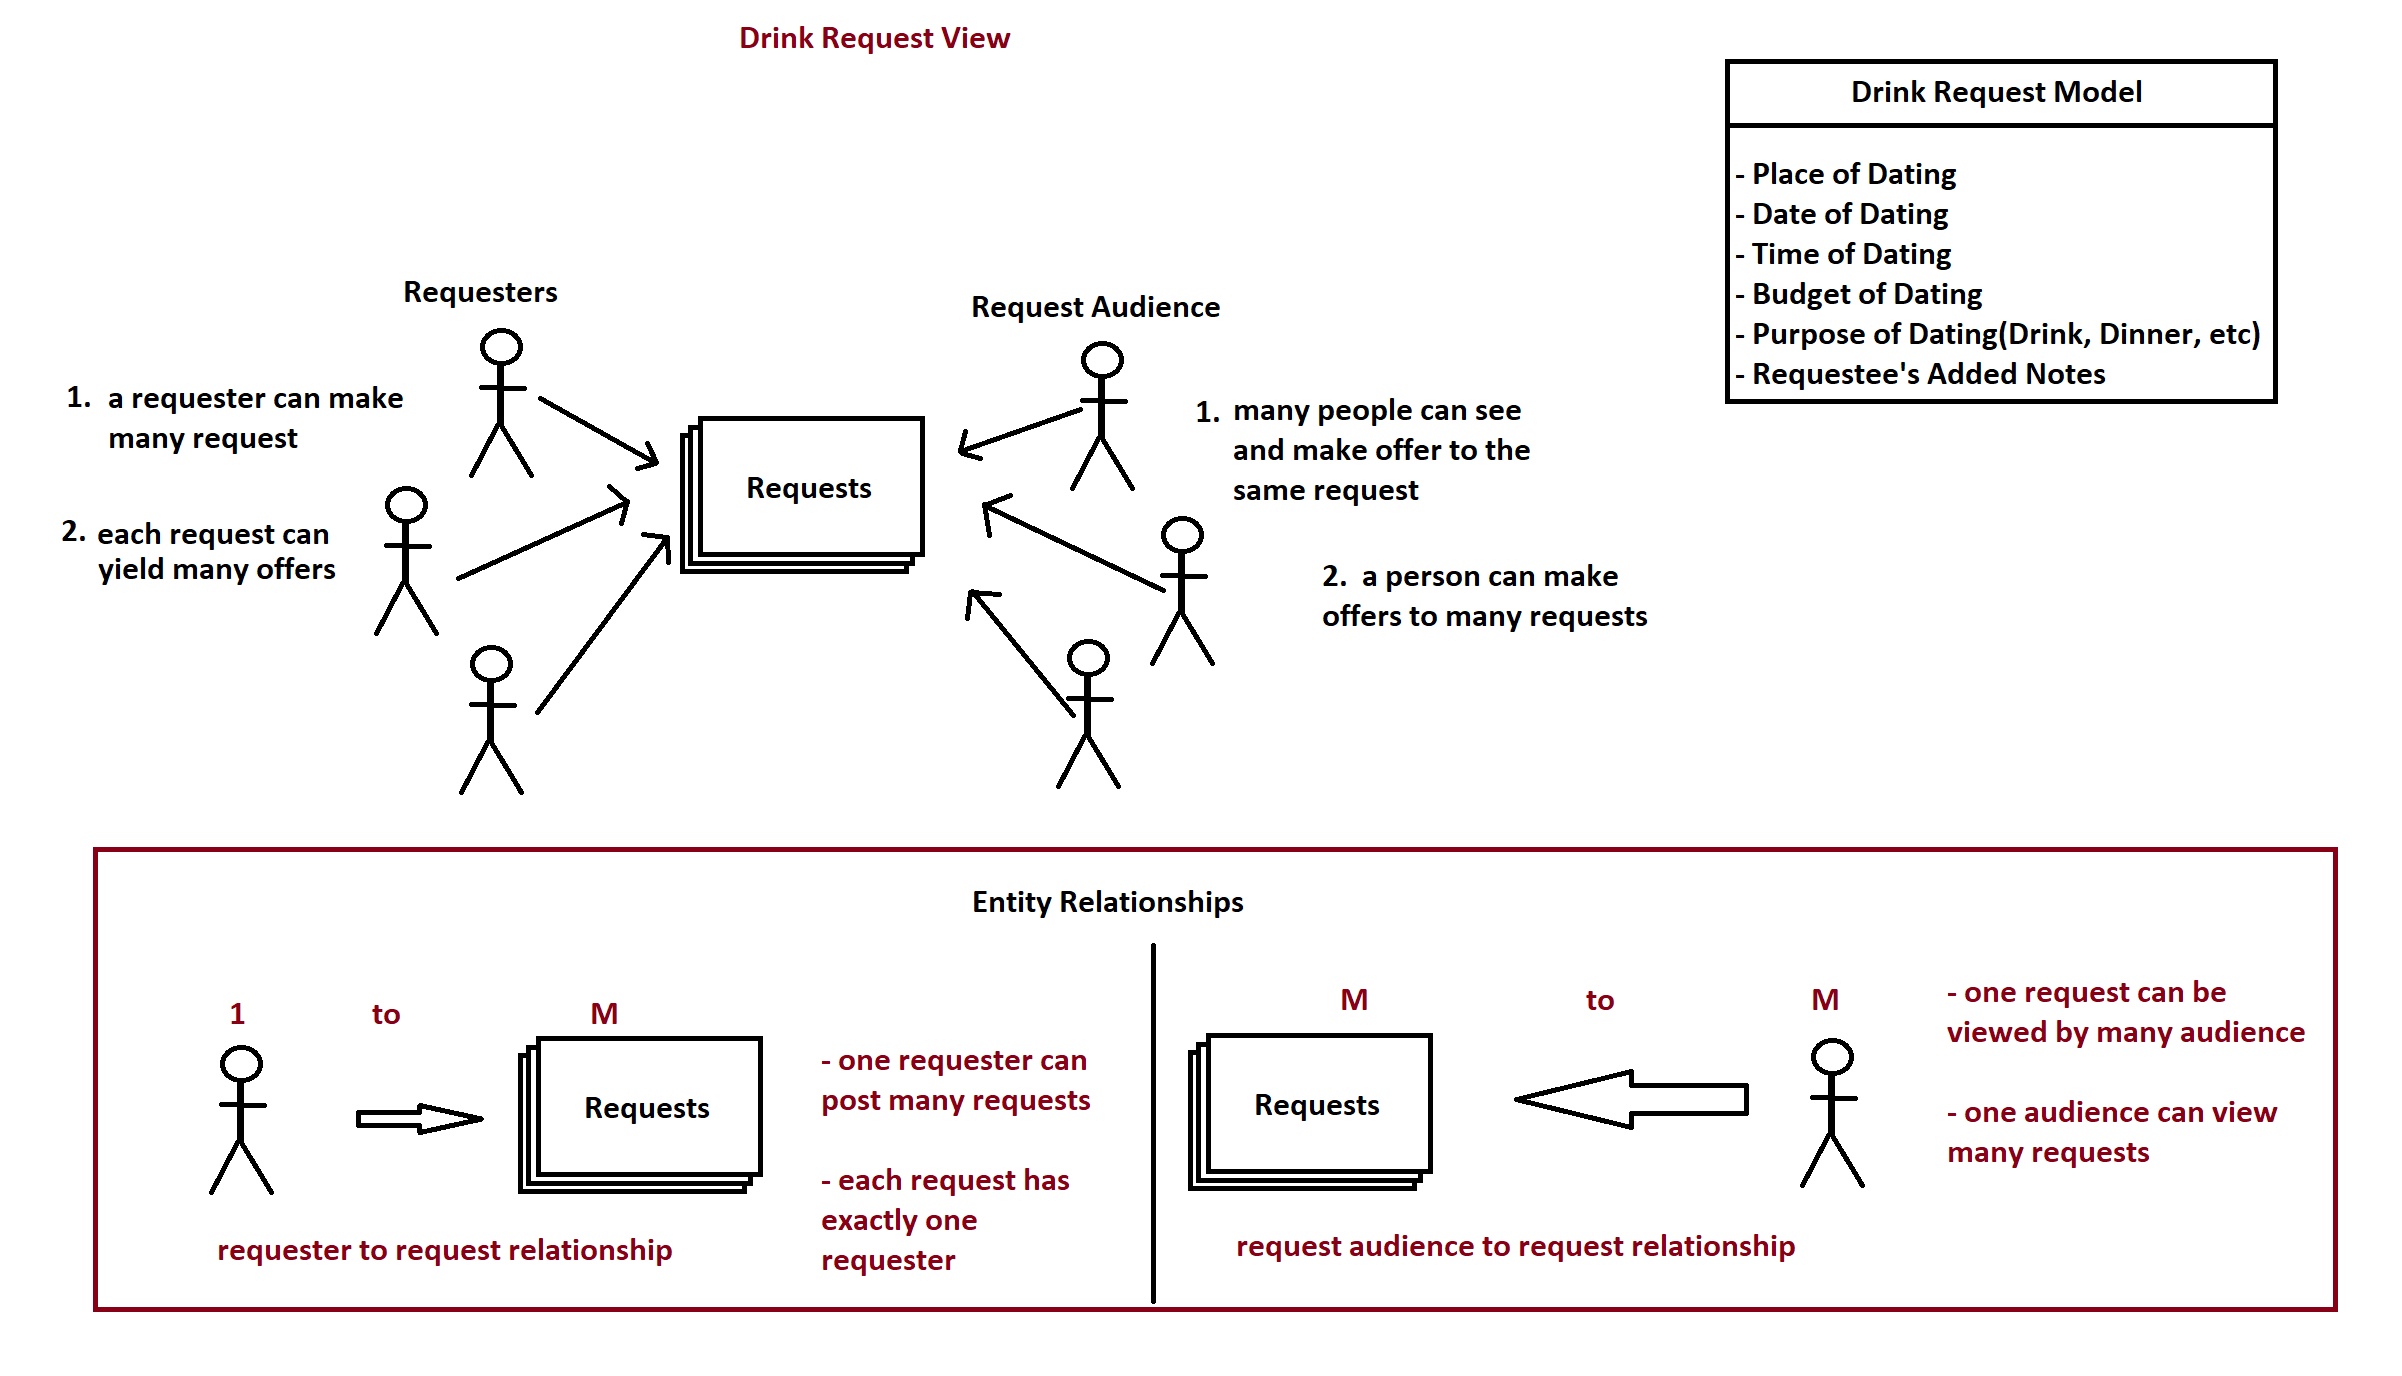 Drink Request View
Drink Request Model
- Place of Dating
- Date of Dating
- Time of Dating
- Budget of Dating
- Purpose of Dating(Drink, Dinner, etc)
- Requestee's Added Notes
Requesters
1. a requester can make
many request
2. each request can
yield many offers
Requests
Request Audience
1. many people can see
and make offer to the
same request
2. a person can make
offers to many requests
Entity Relationships
1 to M
Requests
- one requester can
post many requests
- each request has
exactly one
requester
requester to request relationship
M to M
Requests
- one request can be
viewed by many audience
- one audience can view
many requests
request audience to request relationship